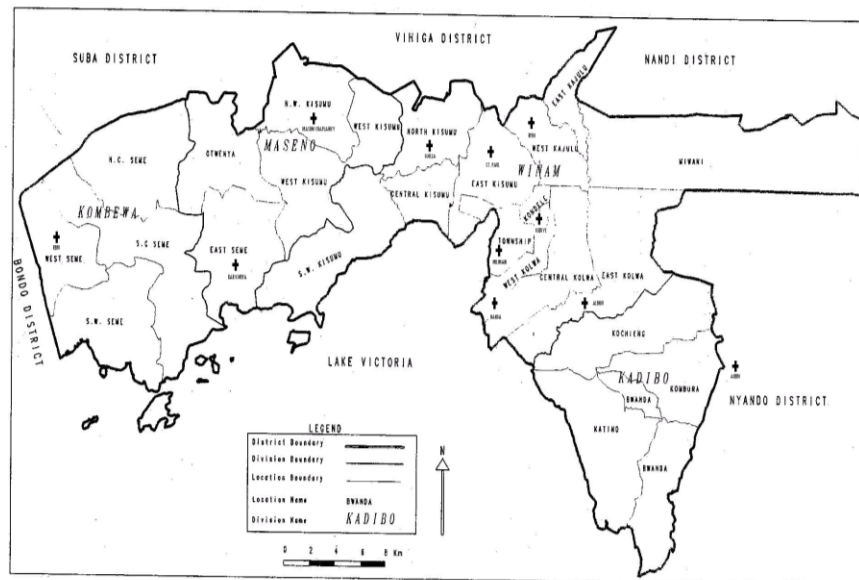 VIHIGA DISTRICT
SUBA DISTRICT
NANDI DISTRICT
EAST KAJULU
N.W. KISUMU
WEST KISUMU
NORTH KISUMU
WEST KAJULU
OTWENYA
MASENO
N.C. SEME
MIWANI
WINAM
WEST KISUMU
EAST KISUMU
CENTRAL KISUMU
KOMBEWA
KONDELE
S.C SEME
TOWNSHIP
EAST SEME
WEST SEME
S.W. KISUMU
WEST KOLWA
CENTRAL KOLWA
EAST KOLWA
BONDO DISTRICT
S.W. SEME
KOCHIENG
LAKE VICTORIA
KADIBO
KOMBURA
BWANDA
NYANDO DISTRICT
KATIHO
BWANDA
LEGEND
District Boundary
Division Boundary
Location Boundary
Location Name BWANDA
Division Name KADIBO
N
0 2 4 6 8 Km